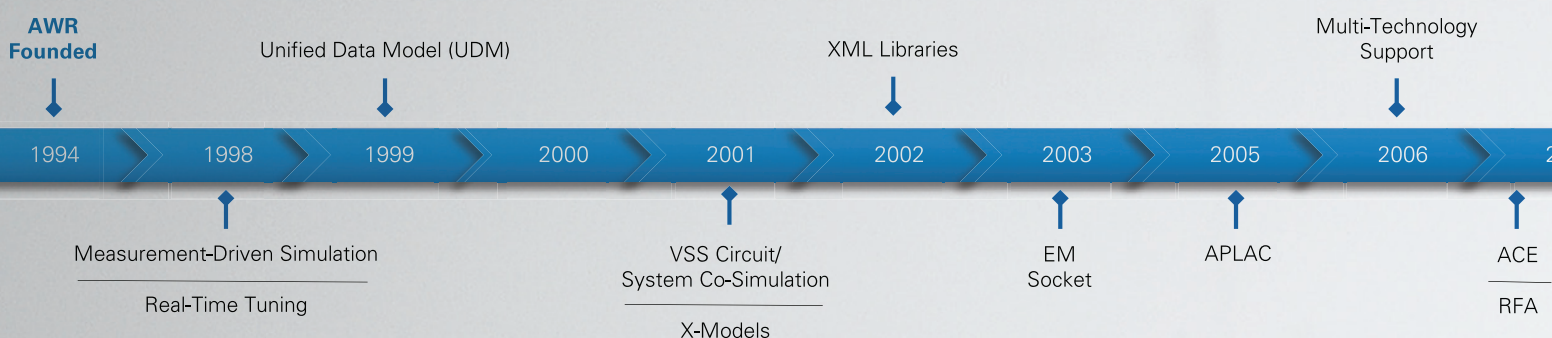 AWR
Founded
Unified Data Model (UDM)
XML Libraries
Multi-Technology
Support
1994
1998
1999
2000
2001
2002
2003
2005
2006
Measurement-Driven Simulation
Real-Time Tuning
VSS Circuit/
System Co-Simulation
X-Models
EM
Socket
APLAC
ACE
RFA